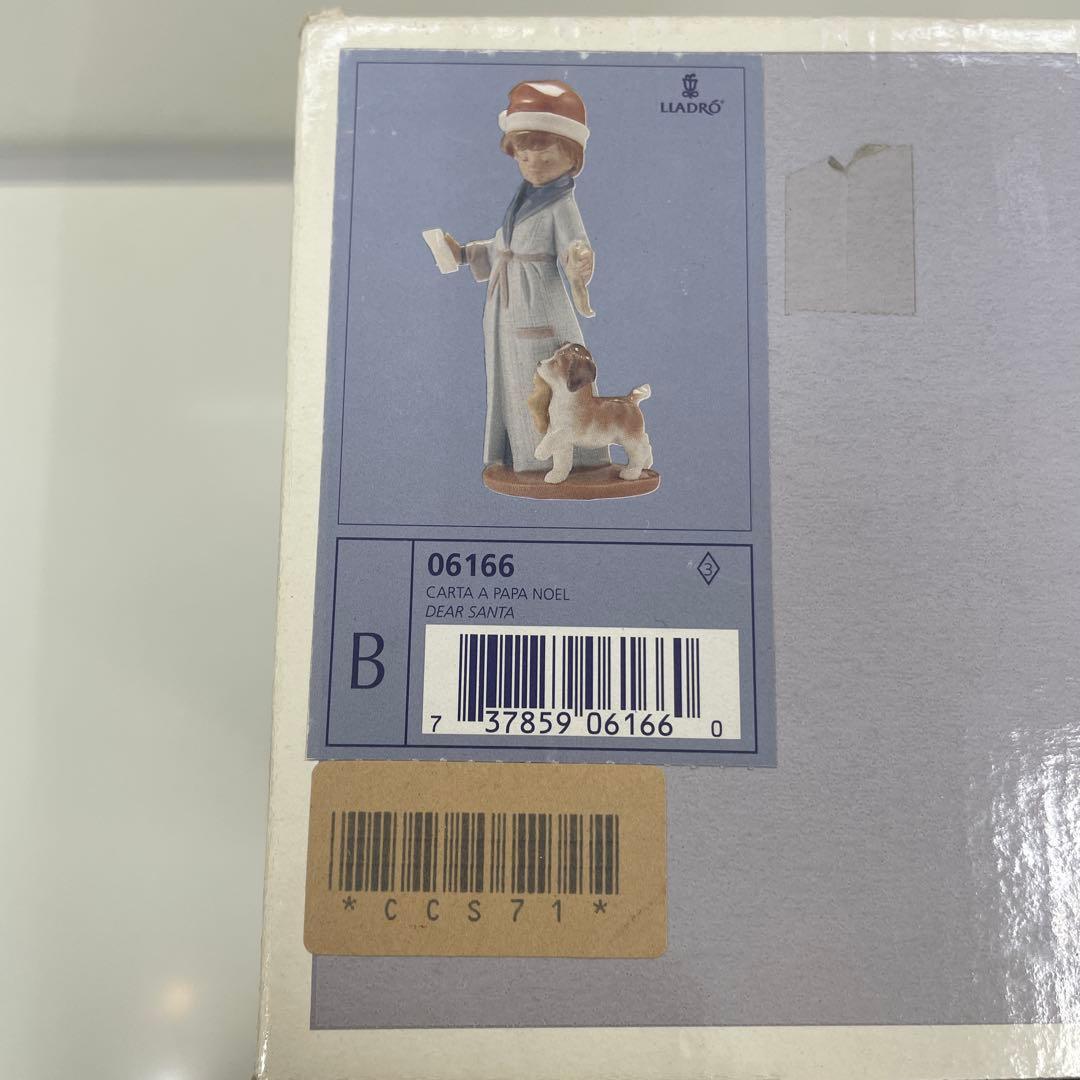 LLADRÓ®
06166
3
CARTA A PAPA NOEL
DEAR SANTA
B
7 37859 06166 0
*CCS71*